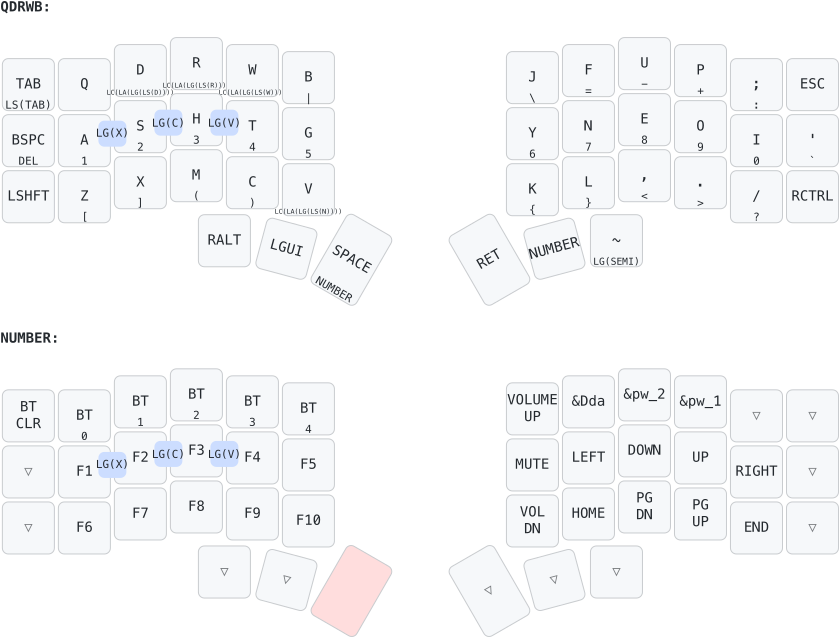 QDRWB:
TAB
LS(TAB)
Q
D
LC(LA(LG(LS(D))))
R
LC(LA(LG(LS(R))))
W
LC(LA(LG(LS(W))))
B
|
J
\
F
=
U
−
P
+
;
:
ESC
BSPC
DEL
A
1
LG(X)
S
2
LG(C)
H
3
LG(V)
T
4
G
5
Y
6
N
7
E
8
O
9
I
0
'
`
LSHFT
Z
[
X
]
M
(
C
)
V
LC(LA(LG(LS(N))))
K
{
L
}
,
<
.
>
/
?
RCTRL
RALT
LGUI
SPACE
NUMBER
RET
NUMBER
~
LG(SEMI)
NUMBER:
BT
CLR
BT
0
BT
1
BT
2
BT
3
BT
4
VOLUME
UP
&Dda
&pw_2
&pw_1
▽
▽
▽
F1
LG(X)
F2
LG(C)
F3
LG(V)
F4
F5
MUTE
LEFT
DOWN
UP
RIGHT
▽
▽
F6
F7
F8
F9
F10
VOL
DN
HOME
PG
DN
PG
UP
END
▽
▽
▽
▽
▽
▽